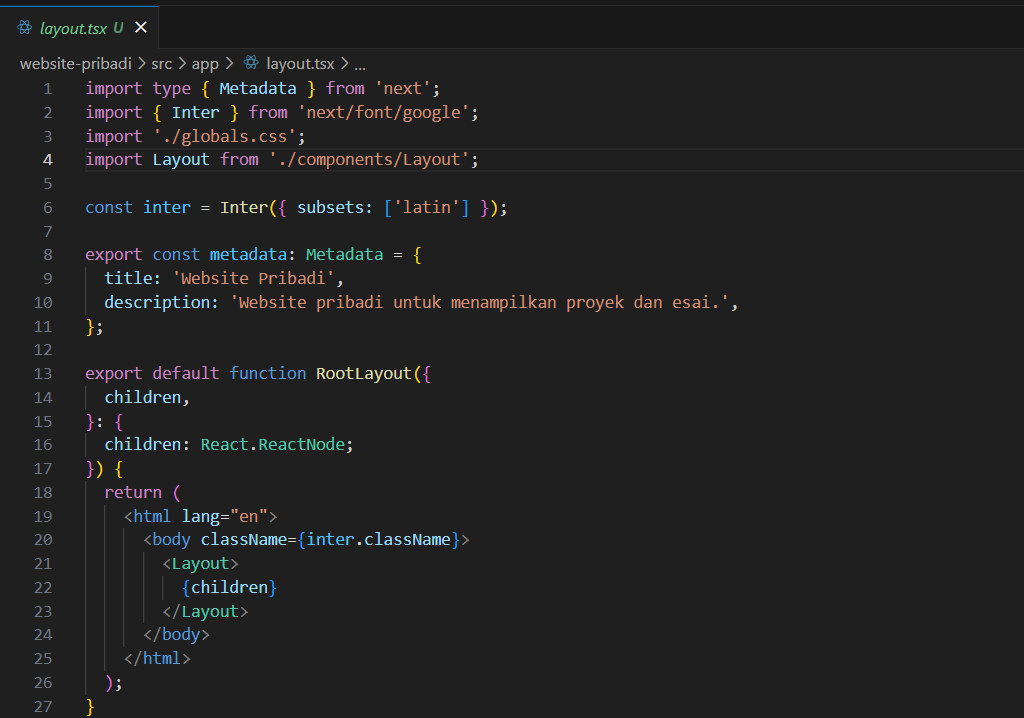 layout.tsx U
website-pribadi > src > app > layout.tsx > ...
1 import type { Metadata } from 'next';
2 import { Inter } from 'next/font/google';
3 import './globals.css';
4 import Layout from './components/Layout';
5
6 const inter = Inter({ subsets: ['latin'] });
7
8 export const metadata: Metadata = {
9   title: 'Website Pribadi',
10   description: 'Website pribadi untuk menampilkan proyek dan esai.',
11 };
12
13 export default function RootLayout({
14   children,
15 }: {
16   children: React.ReactNode;
17 }) {
18   return (
19     <html lang="en">
20       <body className={inter.className}>
21         <Layout>
22           {children}
23         </Layout>
24       </body>
25     </html>
26   );
27 }